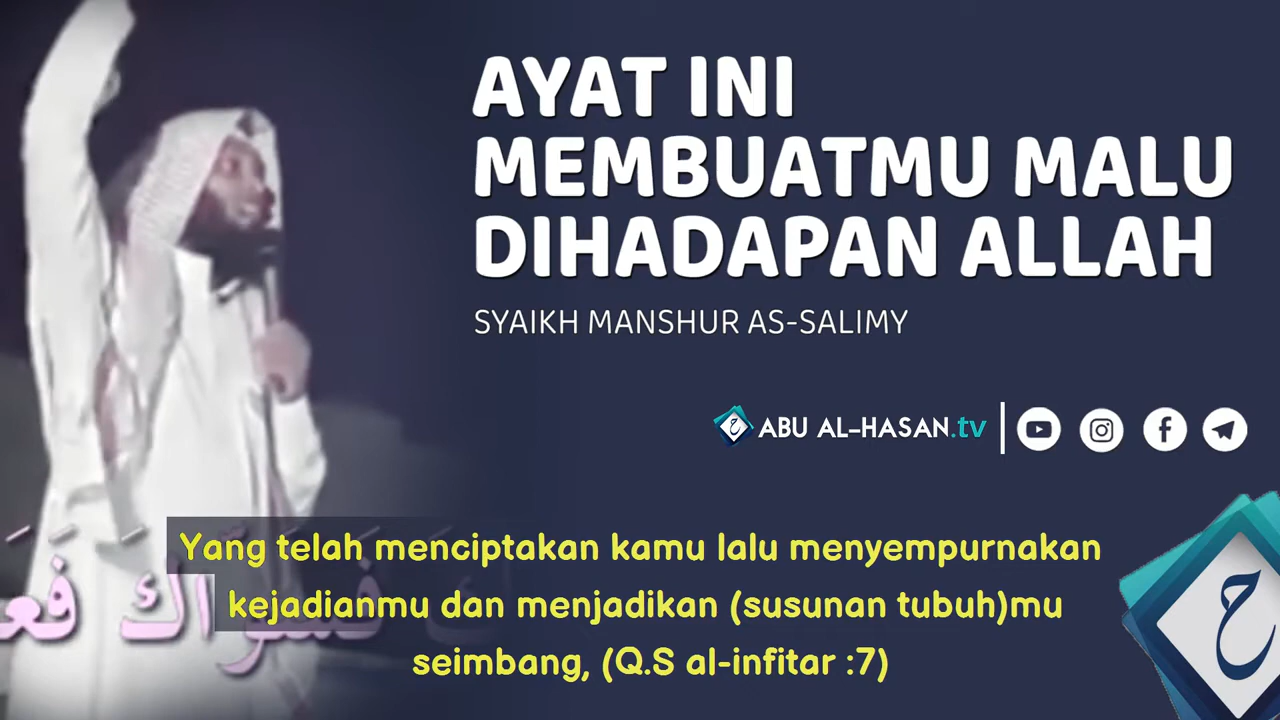 AYAT INI
MEMBUATMU MALU
DIHADAPAN ALLAH
SYAIKH MANSHUR AS-SALIMY
ABU AL-HASAN.tv
Yang telah menciptakan kamu lalu menyempurnakan
kejadianmu dan menjadikan (susunan tubuh)mu
seimbang, (Q.S al-infitar :7)
ح